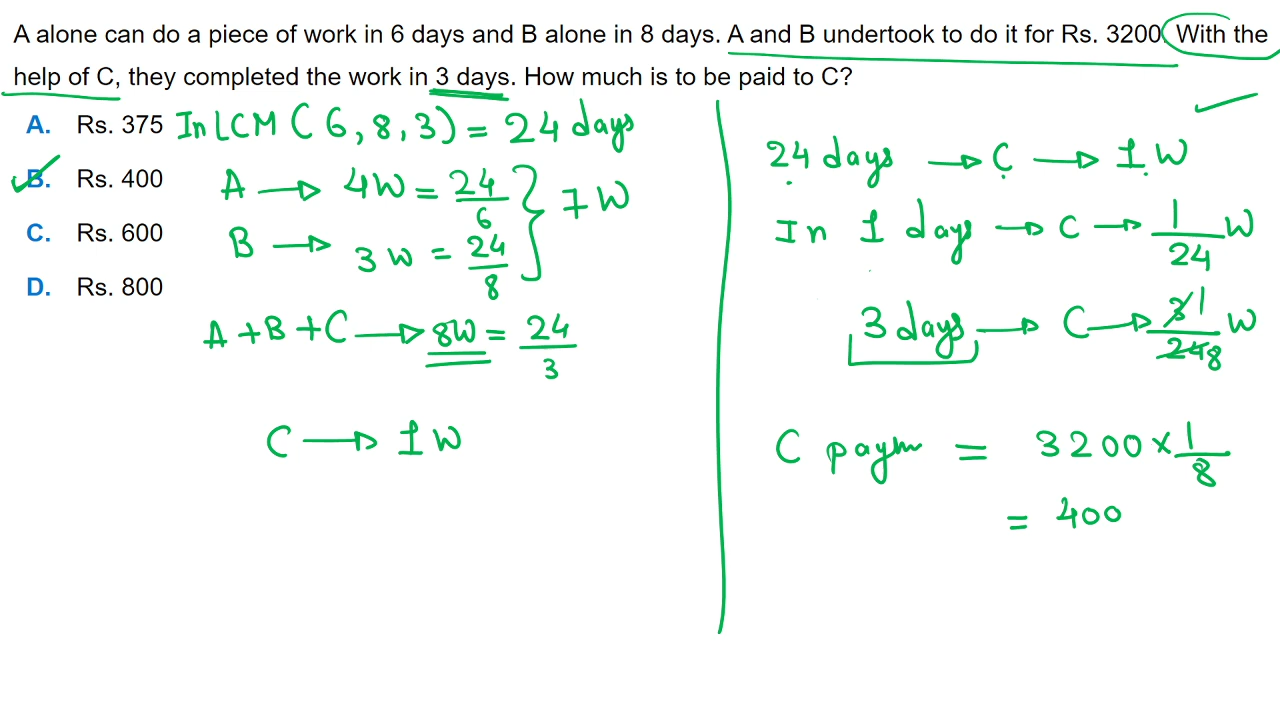 A alone can do a piece of work in 6 days and B alone in 8 days. A and B undertook to do it for Rs. 3200. With the
help of C, they completed the work in 3 days. How much is to be paid to C?
A. Rs. 375
B. Rs. 400
C. Rs. 600
D. Rs. 800
In LCM ( 6, 8, 3 ) = 24 days
A → 4W = 24/6 } 7W
B → 3W = 24/8
A+B+C → 8W = 24/3
C → 1W
24 days → C → 1W
In 1 days → C → 1/24 W
3 days → C → 3 1/24 8 W
C paym = 3200 × 1/8
= 400